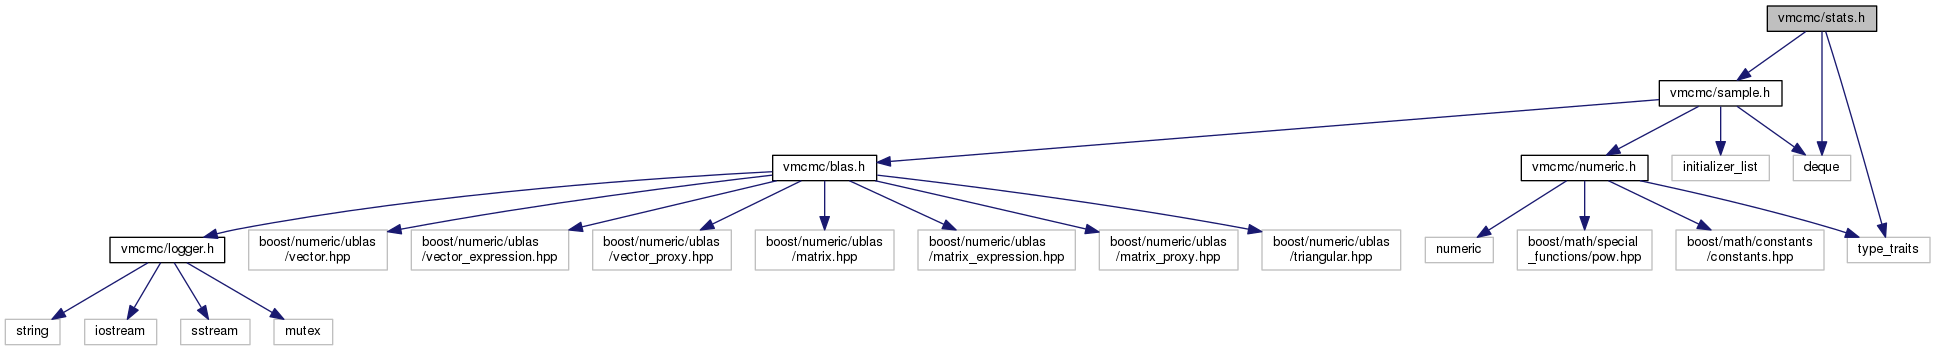 vmcmc/stats.h
vmcmc/sample.h
vmcmc/blas.h
vmcmc/numeric.h
initializer_list
deque
vmcmc/logger.h
boost/numeric/ublas
/vector.hpp
boost/numeric/ublas
/vector_expression.hpp
boost/numeric/ublas
/vector_proxy.hpp
boost/numeric/ublas
/matrix.hpp
boost/numeric/ublas
/matrix_expression.hpp
boost/numeric/ublas
/matrix_proxy.hpp
boost/numeric/ublas
/triangular.hpp
numeric
boost/math/special
_functions/pow.hpp
boost/math/constants
/constants.hpp
type_traits
string
iostream
sstream
mutex